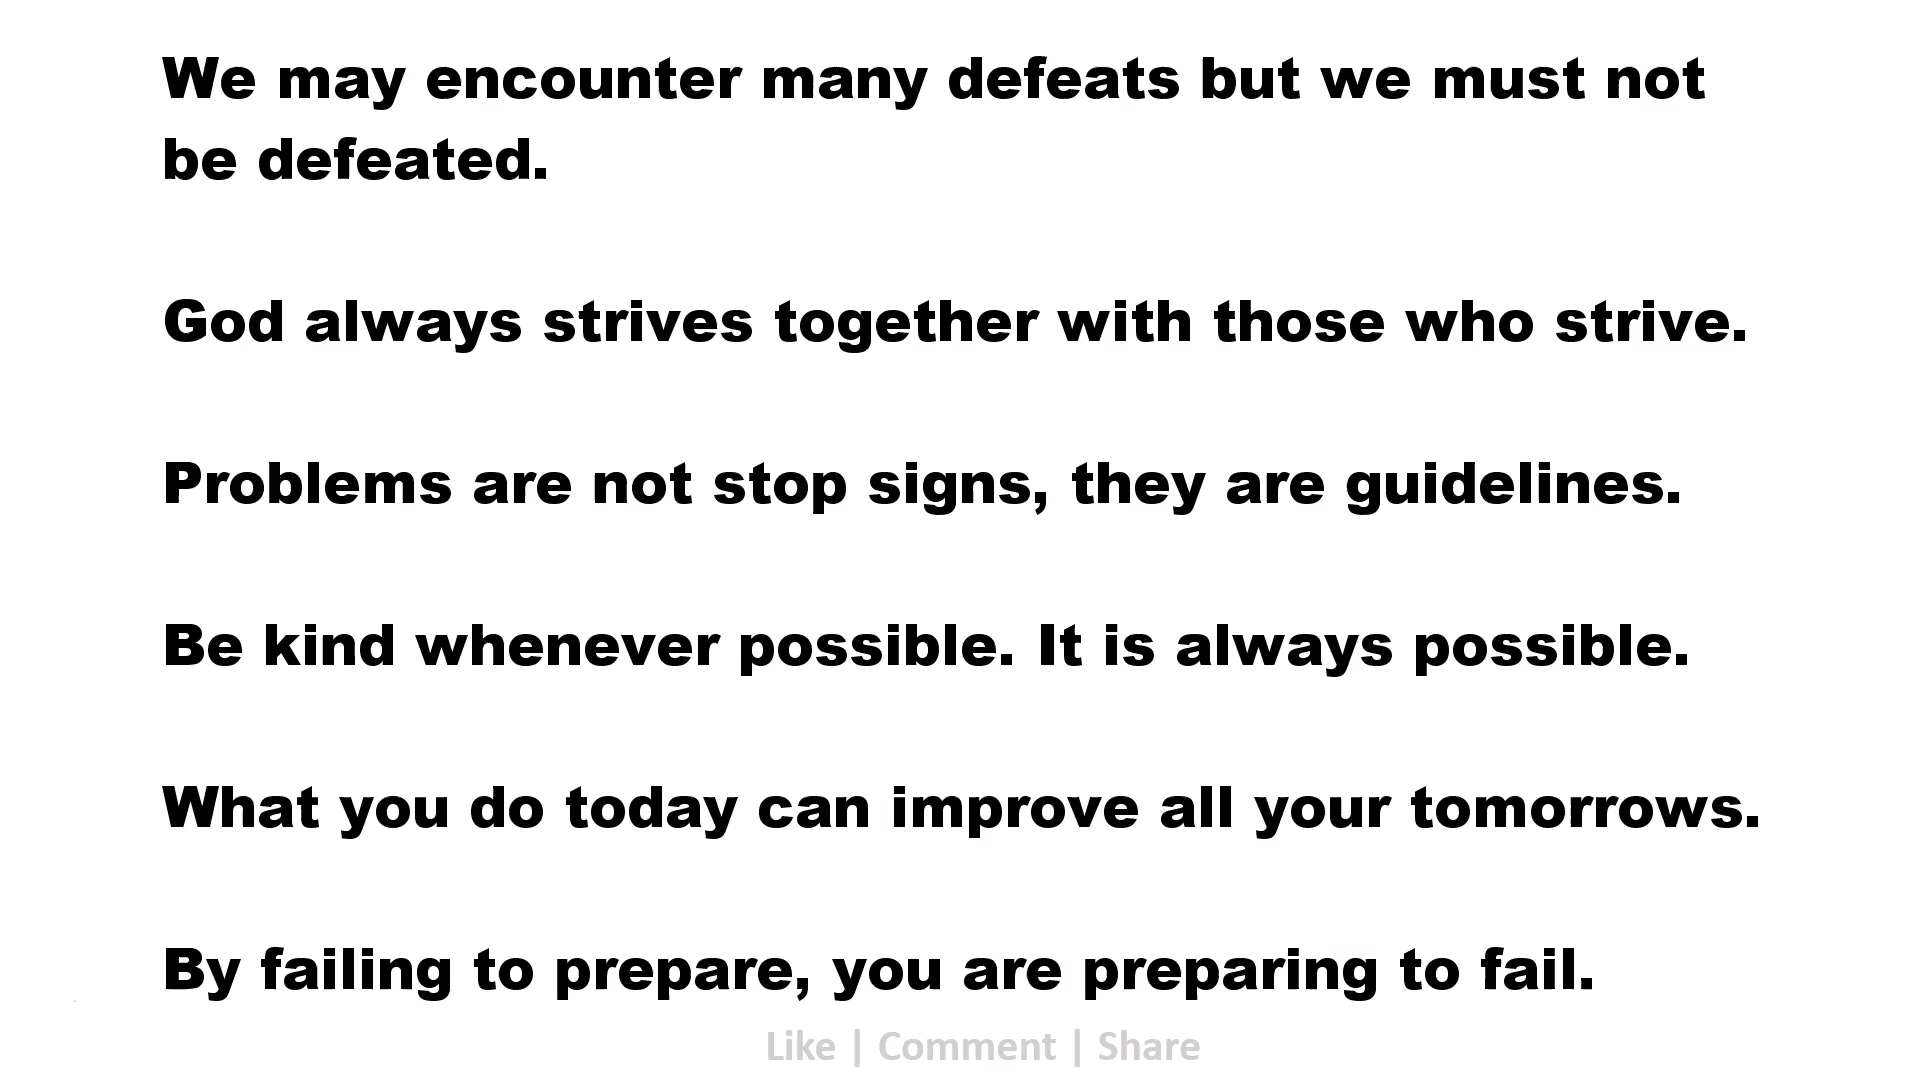 We may encounter many defeats but we must not
be defeated.
God always strives together with those who strive.
Problems are not stop signs, they are guidelines.
Be kind whenever possible. It is always possible.
What you do today can improve all your tomorrows.
By failing to prepare, you are preparing to fail.
Like | Comment | Share